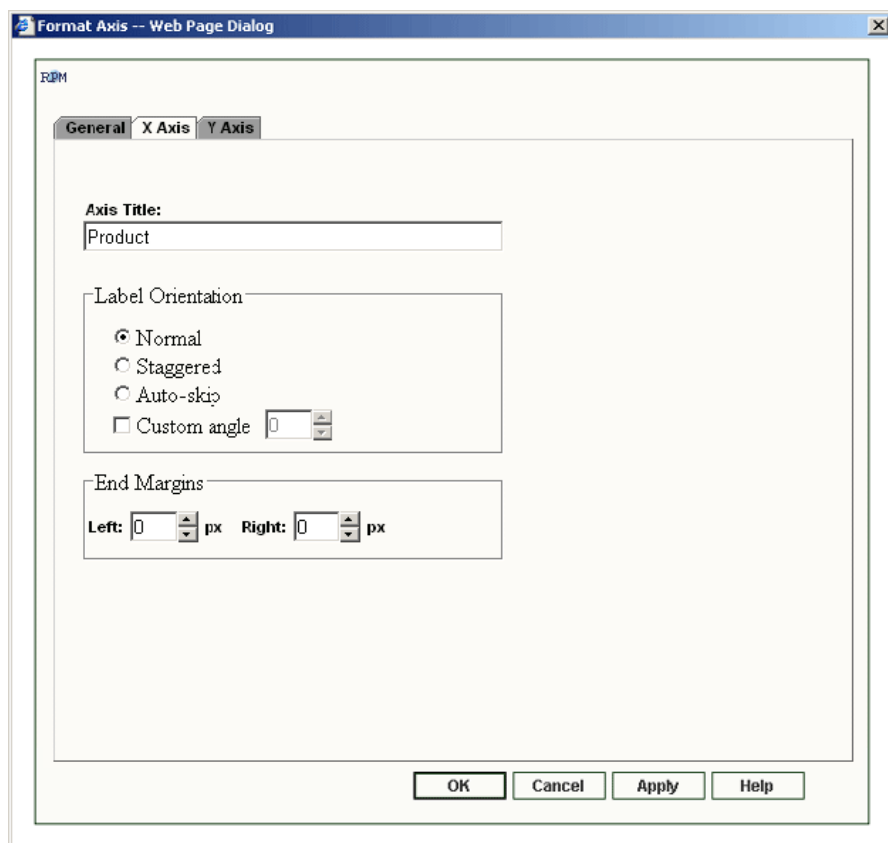 Format Axis -- Web Page Dialog
RPM
General X Axis Y Axis
Axis Title:
Product
Label Orientation
Normal
Staggered
Auto-skip
Custom angle 0
End Margins
Left: 0 px Right: 0 px
OK Cancel Apply Help